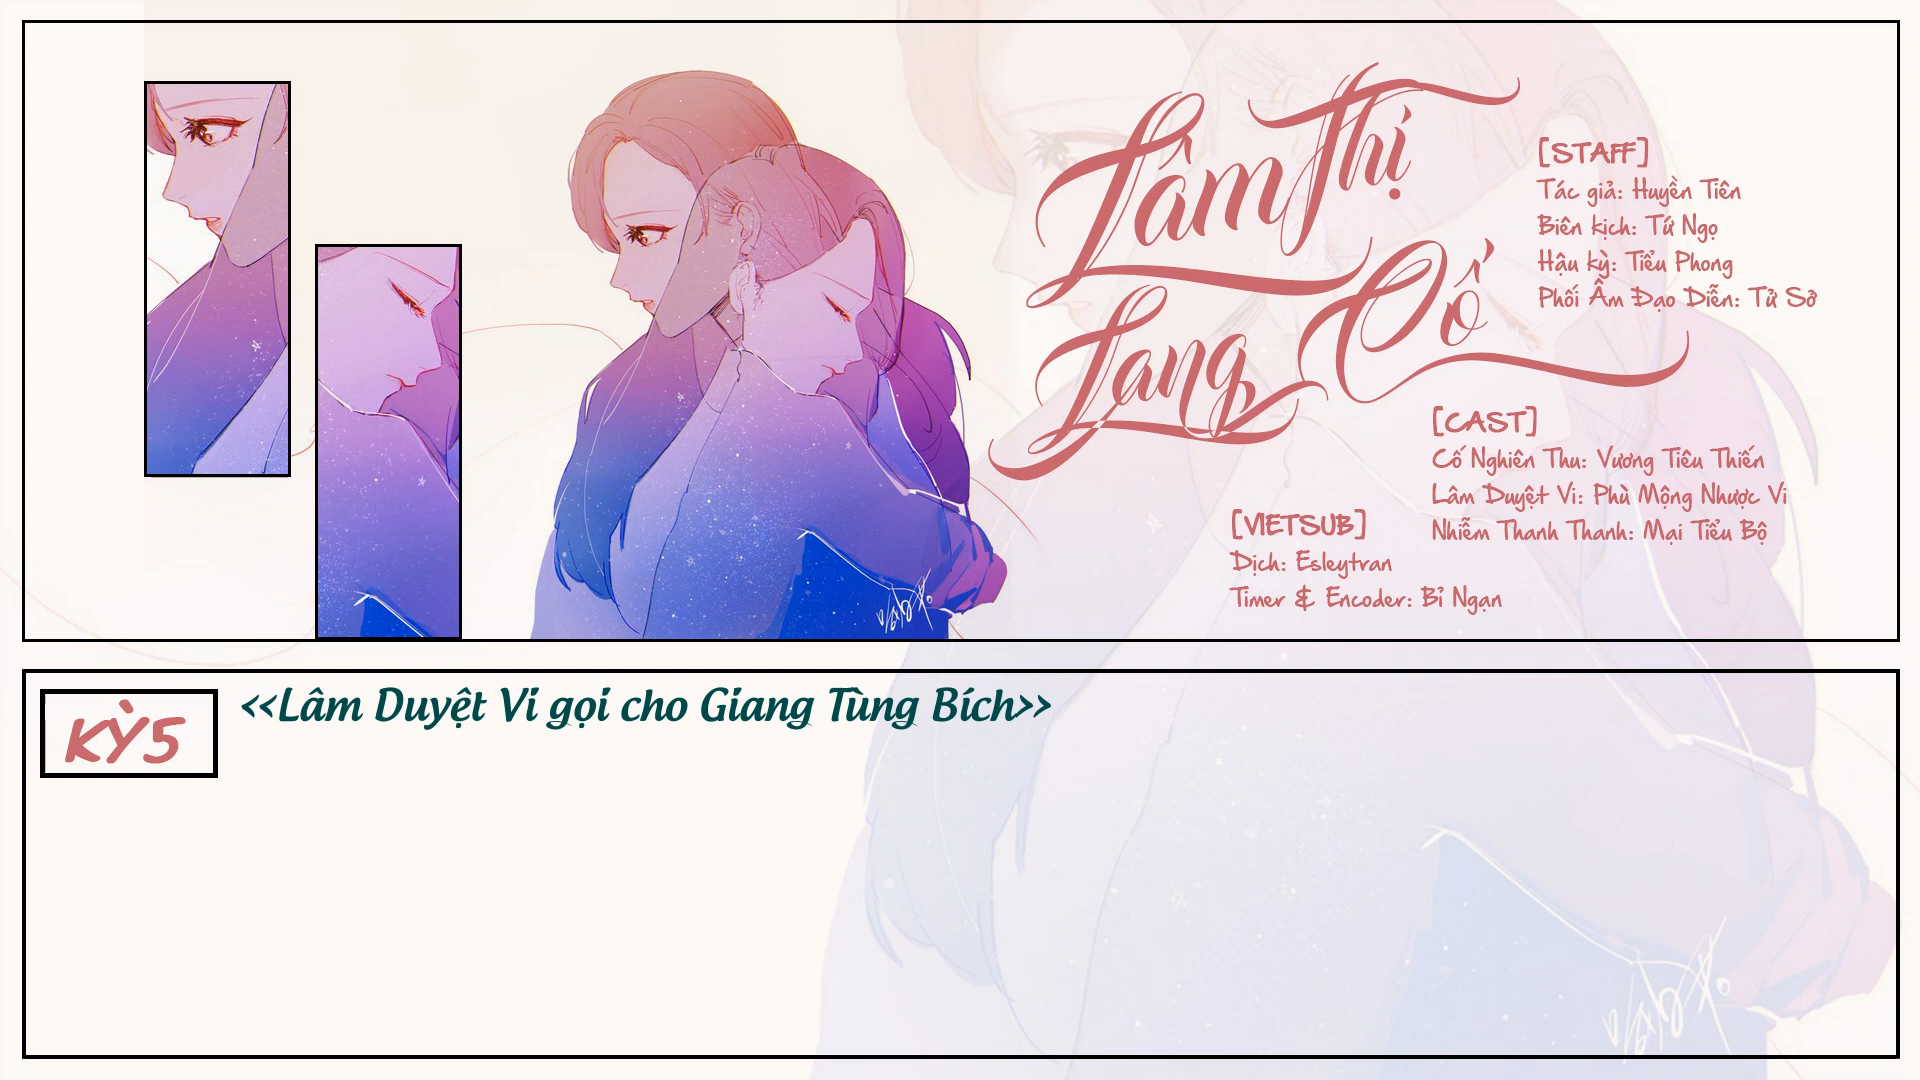 Lâm Thị
Lang Cố
[STAFF]
Tác giả: Huyền Tiên
Biên kịch: Tứ Ngọ
Hậu kỳ: Tiểu Phong
Phối Âm Đạo Diễn: Tử Sở
[CAST]
Cố Nghiên Thu: Vương Tiêu Thiến
Lâm Duyệt Vi: Phù Mộng Nhược Vi
Nhiễm Thanh Thanh: Mại Tiểu Bộ
[VIETSUB]
Dịch: Esleytran
Timer & Encoder: Bỉ Ngạn
KỲ5
<<Lâm Duyệt Vi gọi cho Giang Tùng Bích>>